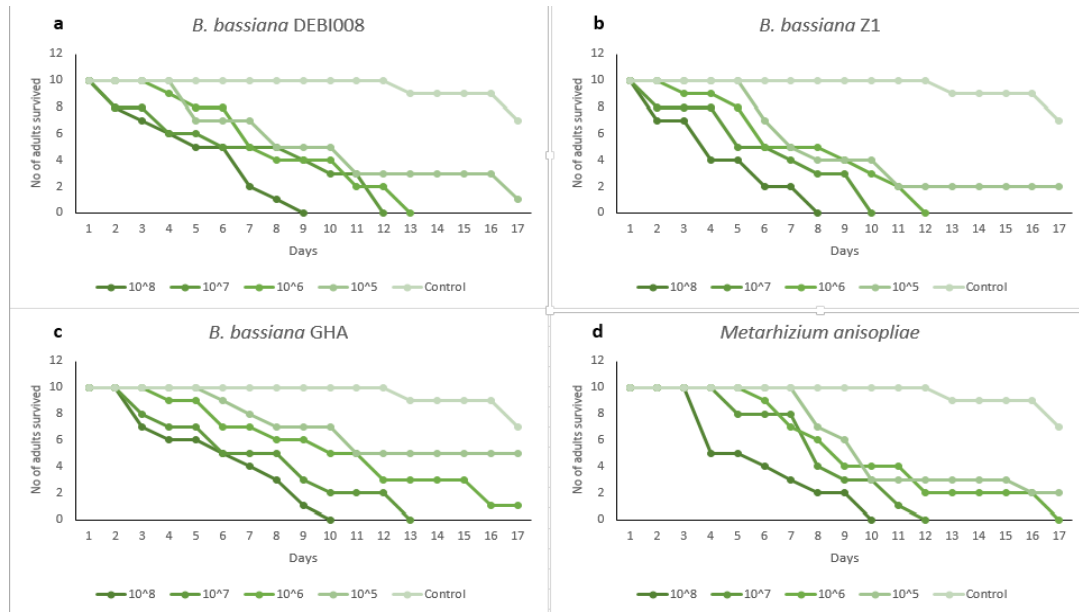 a
B. bassiana DEBI008
No of adults survived
12
10
8
6
4
2
0
1 2 3 4 5 6 7 8 9 10 11 12 13 14 15 16 17
Days
10^8 10^7 10^6 10^5 Control
b
B. bassiana Z1
No of adults survived
12
10
8
6
4
2
0
1 2 3 4 5 6 7 8 9 10 11 12 13 14 15 16 17
Days
10^8 10^7 10^6 10^5 Control
c
B. bassiana GHA
No of adults survived
12
10
8
6
4
2
0
1 2 3 4 5 6 7 8 9 10 11 12 13 14 15 16 17
Days
10^8 10^7 10^6 10^5 Control
d
Metarhizium anisopliae
No of adults survived
12
10
8
6
4
2
0
1 2 3 4 5 6 7 8 9 10 11 12 13 14 15 16 17
Days
10^8 10^7 10^6 10^5 Control